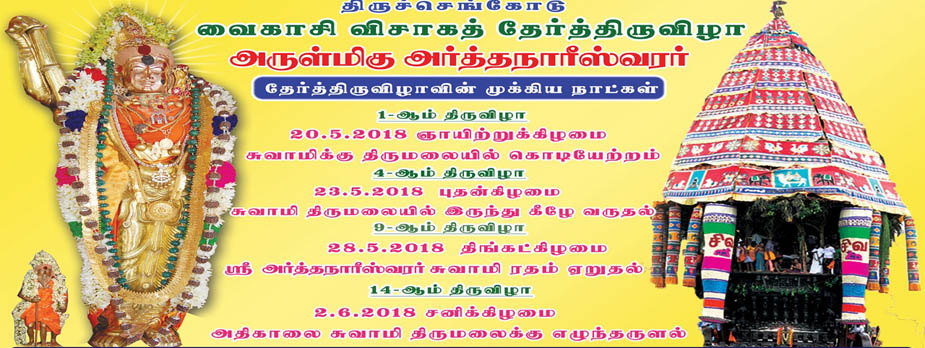 திருச்செங்கோடு
வைகாசி விசாகத் தேர்த்திருவிழா
அருள்மிகு அர்த்தநாரீஸ்வரர்
தேர்த்திருவிழாவின் முக்கிய நாட்கள்
1-ஆம் திருவிழா
20.5.2018 ஞாயிற்றுக்கிழமை
சுவாமிக்கு திருமலையில் கொடியேற்றம்
4-ஆம் திருவிழா
23.5.2018 புதன்கிழமை
சுவாமி திருமலையில் இருந்து கீழே வருதல்
9-ஆம் திருவிழா
28.5.2018 திங்கட்கிழமை
ஸ்ரீ அர்த்தநாரீஸ்வரர் சுவாமி ரதம் ஏறுதல்
14-ஆம் திருவிழா
2.6.2018 சனிக்கிழமை
அதிகாலை சுவாமி திருமலைக்கு எழுந்தருளல்
சிவ
சிவ